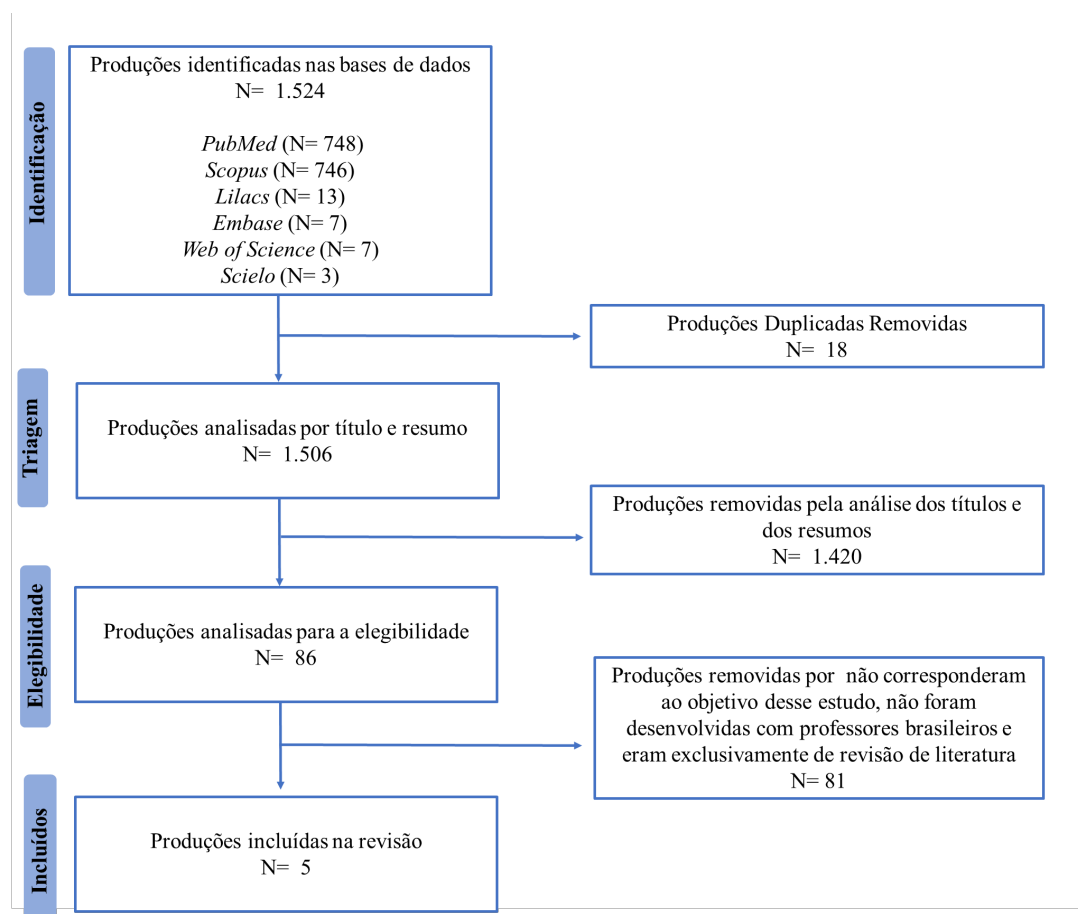 Identificação
Produções identificadas nas bases de dados
N= 1.524
PubMed (N= 748)
Scopus (N= 746)
Lilacs (N= 13)
Embase (N= 7)
Web of Science (N= 7)
Scielo (N= 3)
Produções Duplicadas Removidas
N= 18
Triagem
Produções analisadas por título e resumo
N= 1.506
Produções removidas pela análise dos títulos e
dos resumos
N= 1.420
Elegibilidade
Produções analisadas para a elegibilidade
N= 86
Produções removidas por não corresponderam
ao objetivo desse estudo, não foram
desenvolvidas com professores brasileiros e
eram exclusivamente de revisão de literatura
N= 81
Incluídos
Produções incluídas na revisão
N= 5